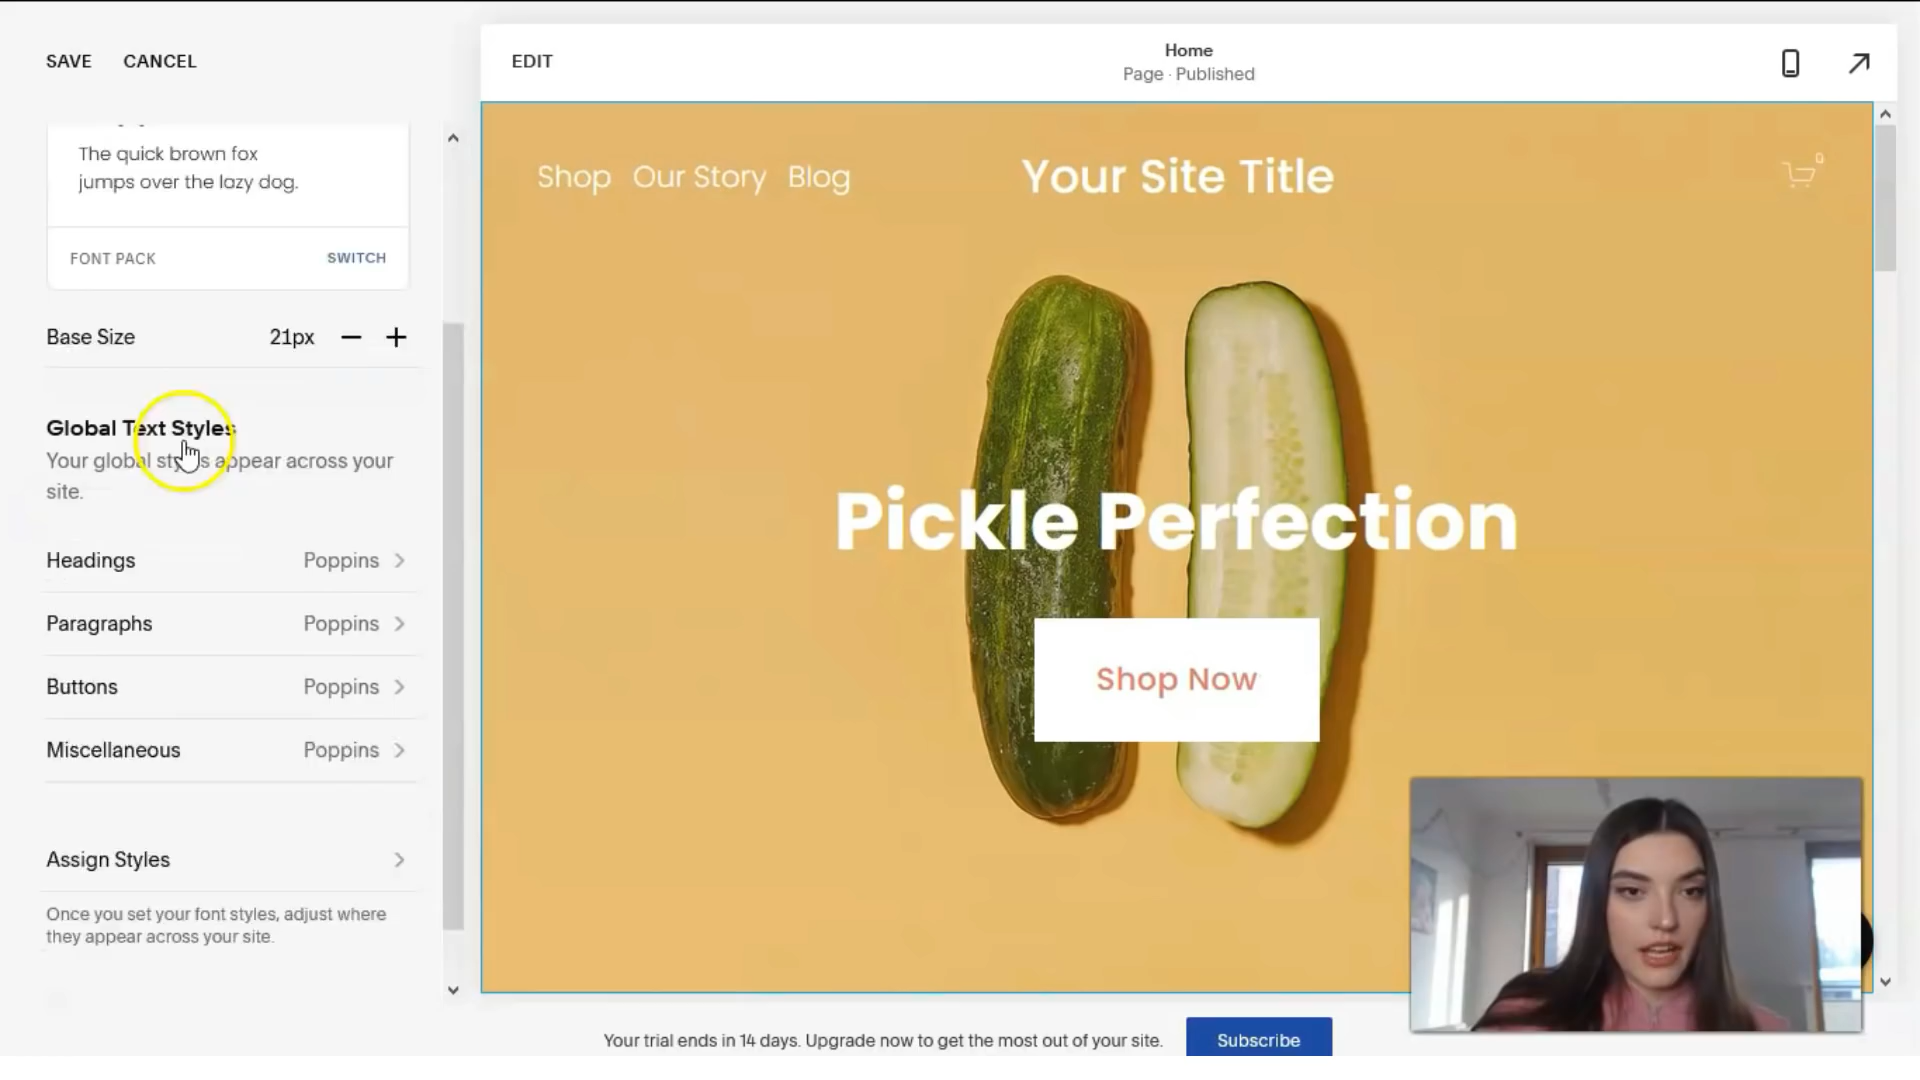 SAVE CANCEL
The quick brown fox
jumps over the lazy dog.
FONT PACK SWITCH
Base Size 21px
Global Text Styles
Your global styles appear across your
site.
Headings Poppins
Paragraphs Poppins
Buttons Poppins
Miscellaneous Poppins
Assign Styles
Once you set your font styles, adjust where
they appear across your site.
EDIT
Home
Page · Published
Shop Our Story Blog
Your Site Title
0
Pickle Perfection
Shop Now
Your trial ends in 14 days. Upgrade now to get the most out of your site.
Subscribe